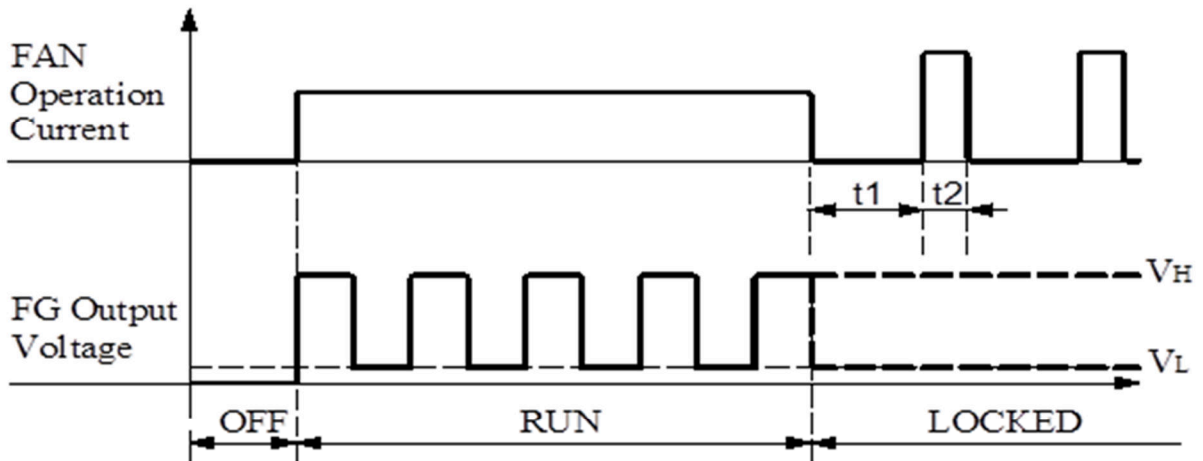 FAN
Operation
Current
t1
t2
FG Output
Voltage
VH
VL
OFF
RUN
LOCKED